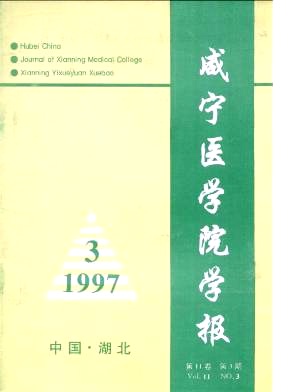 ● Hubei China
● Journal of Xianning Medical College
● Xianning Yixueyuan Xuebao
咸宁医学院学报
3
1997
中国·湖北
第11卷 第3期
Vol. 11 NO. 3